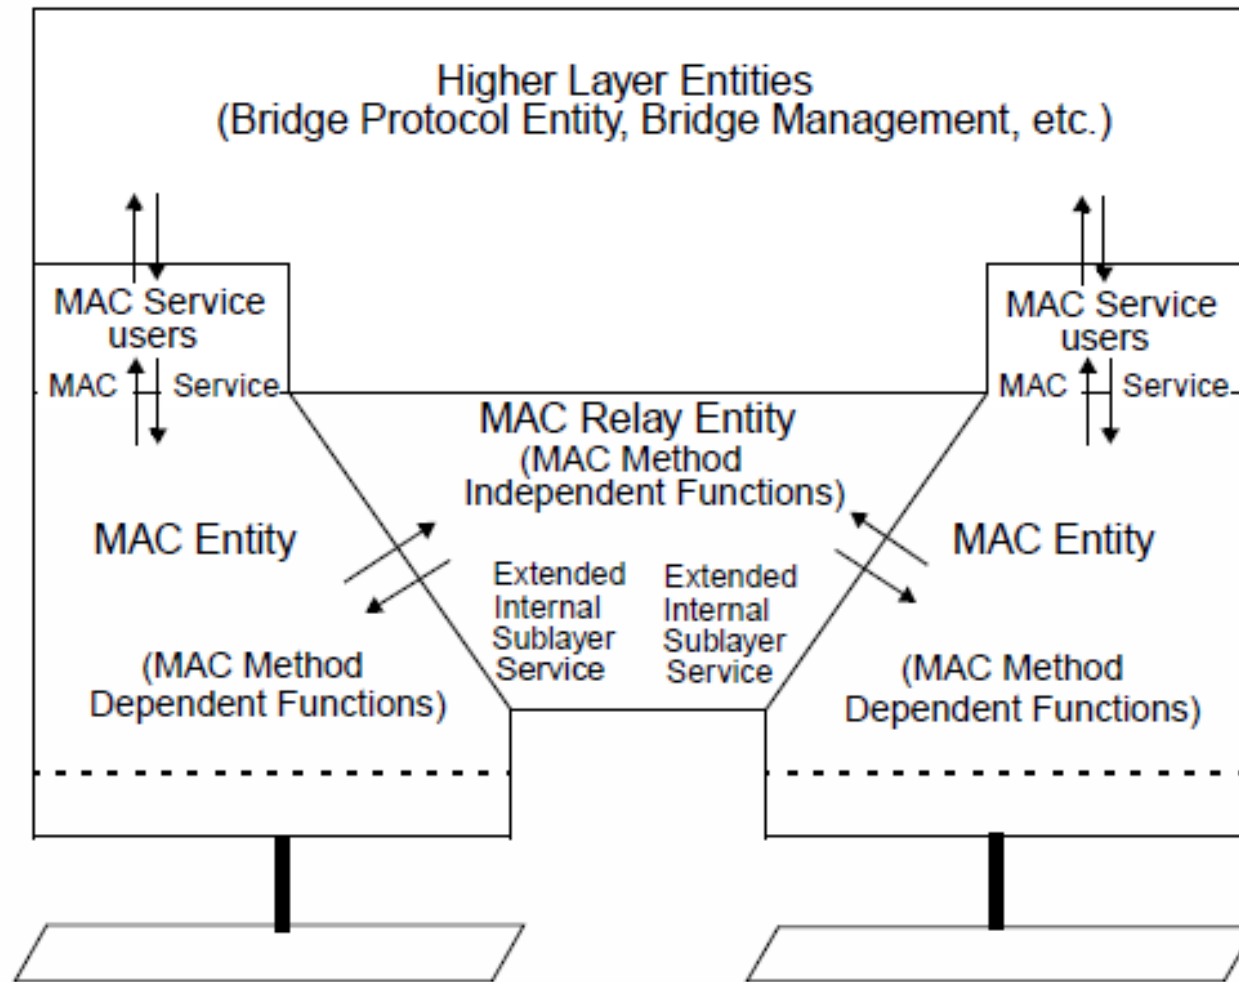 Higher Layer Entities
(Bridge Protocol Entity, Bridge Management, etc.)
MAC Service
users
MAC Service
MAC Service
users
MAC Service
MAC Relay Entity
(MAC Method
Independent Functions)
MAC Entity
MAC Entity
Extended
Internal
Sublayer
Service
Extended
Internal
Sublayer
Service
(MAC Method
Dependent Functions)
(MAC Method
Dependent Functions)